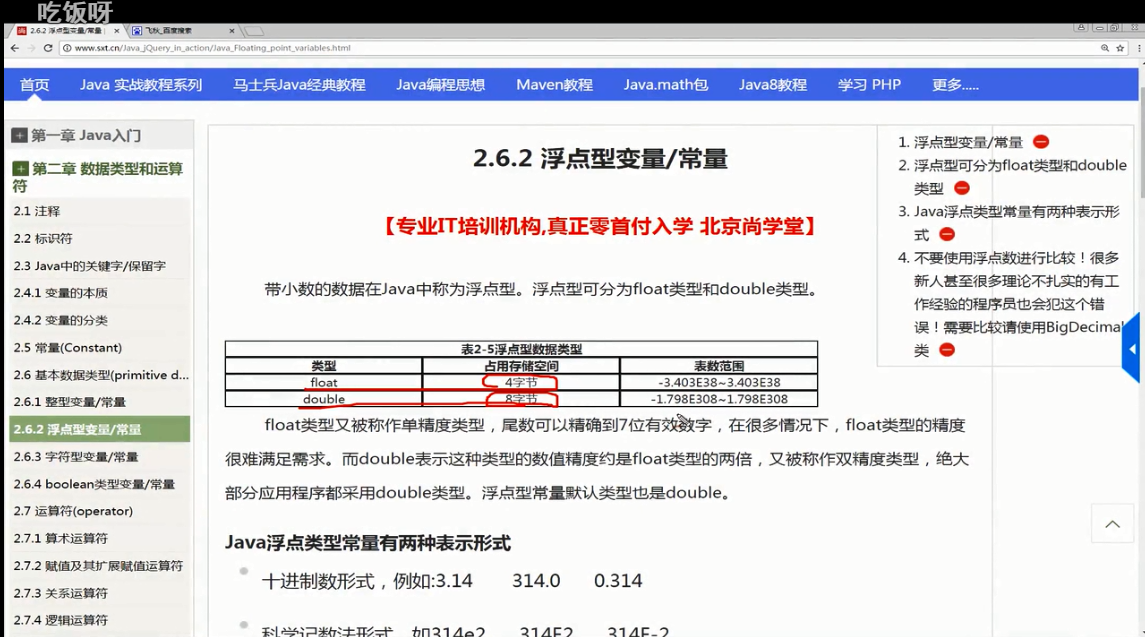 吃饭呀
2.6.2 浮点型变量/常量
飞秋_百度搜索
www.sxt.cn/Java_jQuery_in_action/Java_Floating_point_variables.html
首页 Java 实战教程系列 马士兵Java经典教程 Java编程思想 Maven教程 Java.math包 Java8教程 学习 PHP 更多.....
第一章 Java入门
第二章 数据类型和运算
符
2.1 注释
2.2 标识符
2.3 Java中的关键字/保留字
2.4.1 变量的本质
2.4.2 变量的分类
2.5 常量(Constant)
2.6 基本数据类型(primitive d...
2.6.1 整型变量/常量
2.6.2 浮点型变量/常量
2.6.3 字符型变量/常量
2.6.4 boolean类型变量/常量
2.7 运算符(operator)
2.7.1 算术运算符
2.7.2 赋值及其扩展赋值运算符
2.7.3 关系运算符
2.7.4 逻辑运算符
2.6.2 浮点型变量/常量
【专业IT培训机构,真正零首付入学 北京尚学堂】
带小数的数据在Java中称为浮点型。浮点型可分为float类型和double类型。
表2-5浮点型数据类型
类型 占用存储空间 表数范围
float 4字节 -3.403E38~3.403E38
double 8字节 -1.798E308~1.798E308
float类型又被称作单精度类型，尾数可以精确到7位有效数字，在很多情况下，float类型的精度
很难满足需求。而double表示这种类型的数值精度约是float类型的两倍，又被称作双精度类型，绝大
部分应用程序都采用double类型。浮点型常量默认类型也是double。
Java浮点类型常量有两种表示形式
十进制数形式，例如:3.14 314.0 0.314
科学记数法形式，如314e2 314E2 314E-2
1. 浮点型变量/常量
2. 浮点型可分为float类型和double
类型
3. Java浮点类型常量有两种表示形
式
4. 不要使用浮点数进行比较！很多
新人甚至很多理论不扎实的有工
作经验的程序员也会犯这个错
误！需要比较请使用BigDecimal
类